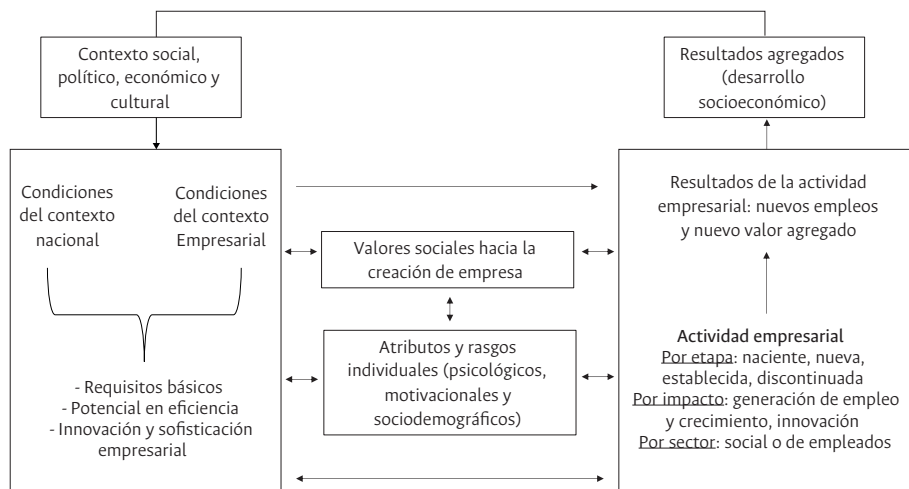 Contexto social,
político, económico y
cultural
Resultados agregados
(desarrollo
socioeconómico)
Condiciones
del contexto
nacional
Condiciones
del contexto
Empresarial
- Requisitos básicos
- Potencial en eficiencia
- Innovación y sofisticación
empresarial
Valores sociales hacia la
creación de empresa
Atributos y rasgos
individuales (psicológicos,
motivacionales y
sociodemográficos)
Resultados de la actividad
empresarial: nuevos empleos
y nuevo valor agregado
Actividad empresarial
Por etapa: naciente, nueva,
establecida, discontinuada
Por impacto: generación de empleo
y crecimiento, innovación
Por sector: social o de empleados